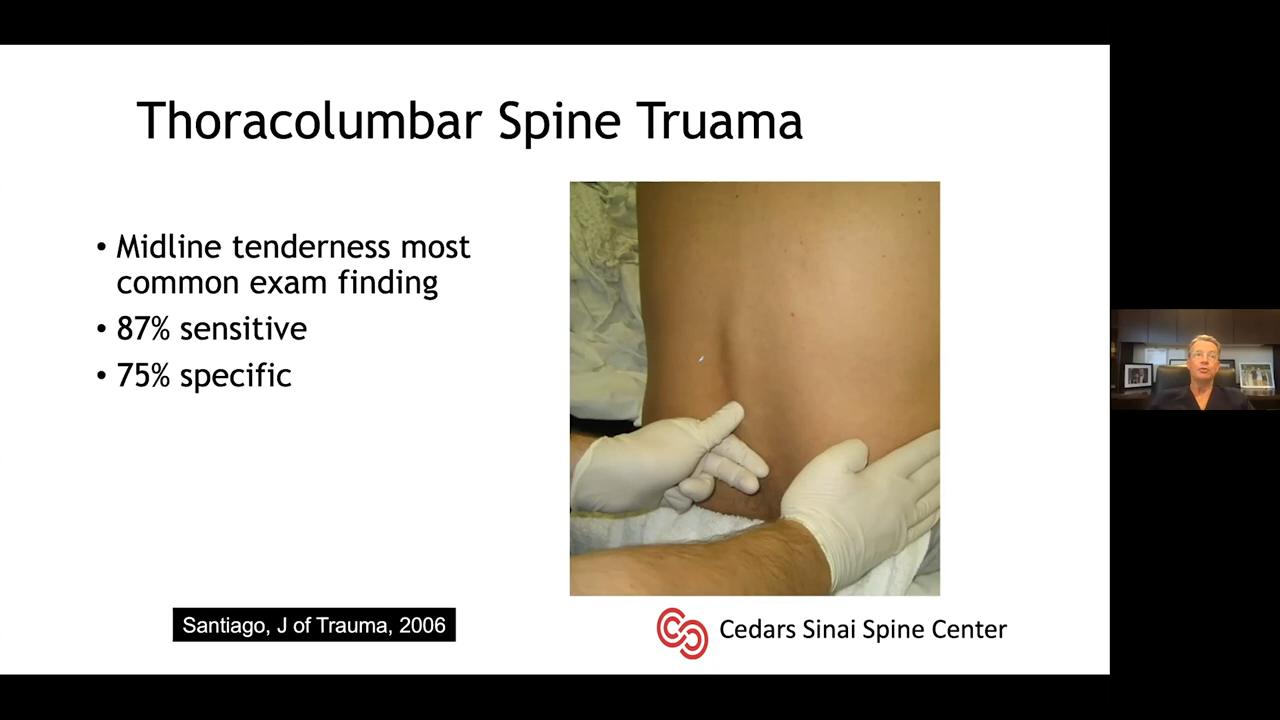 Thoracolumbar Spine Truama
• Midline tenderness most
common exam finding
• 87% sensitive
• 75% specific
Santiago, J of Trauma, 2006
Cedars Sinai Spine Center